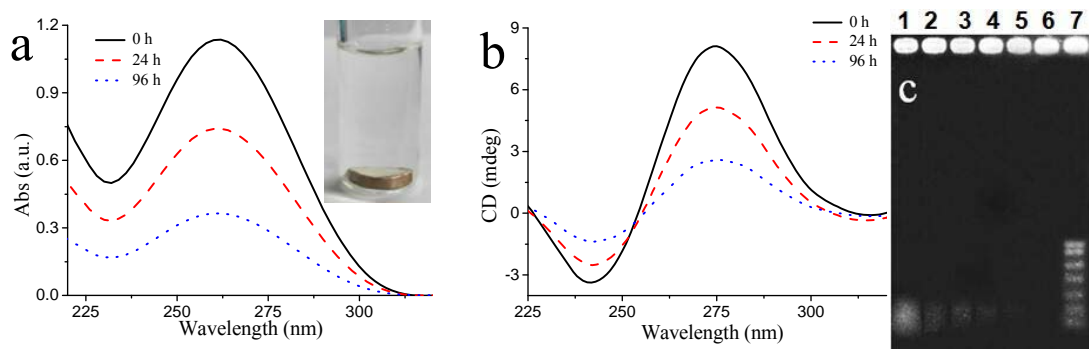 a
0 h
24 h
96 h
1.2
0.9
0.6
0.3
0.0
Abs (a.u.)
225
250
275
300
Wavelength (nm)
b
0 h
24 h
96 h
9
6
3
0
-3
CD (mdeg)
225
250
275
300
Wavelength (nm)
1 2 3 4 5 6 7
c